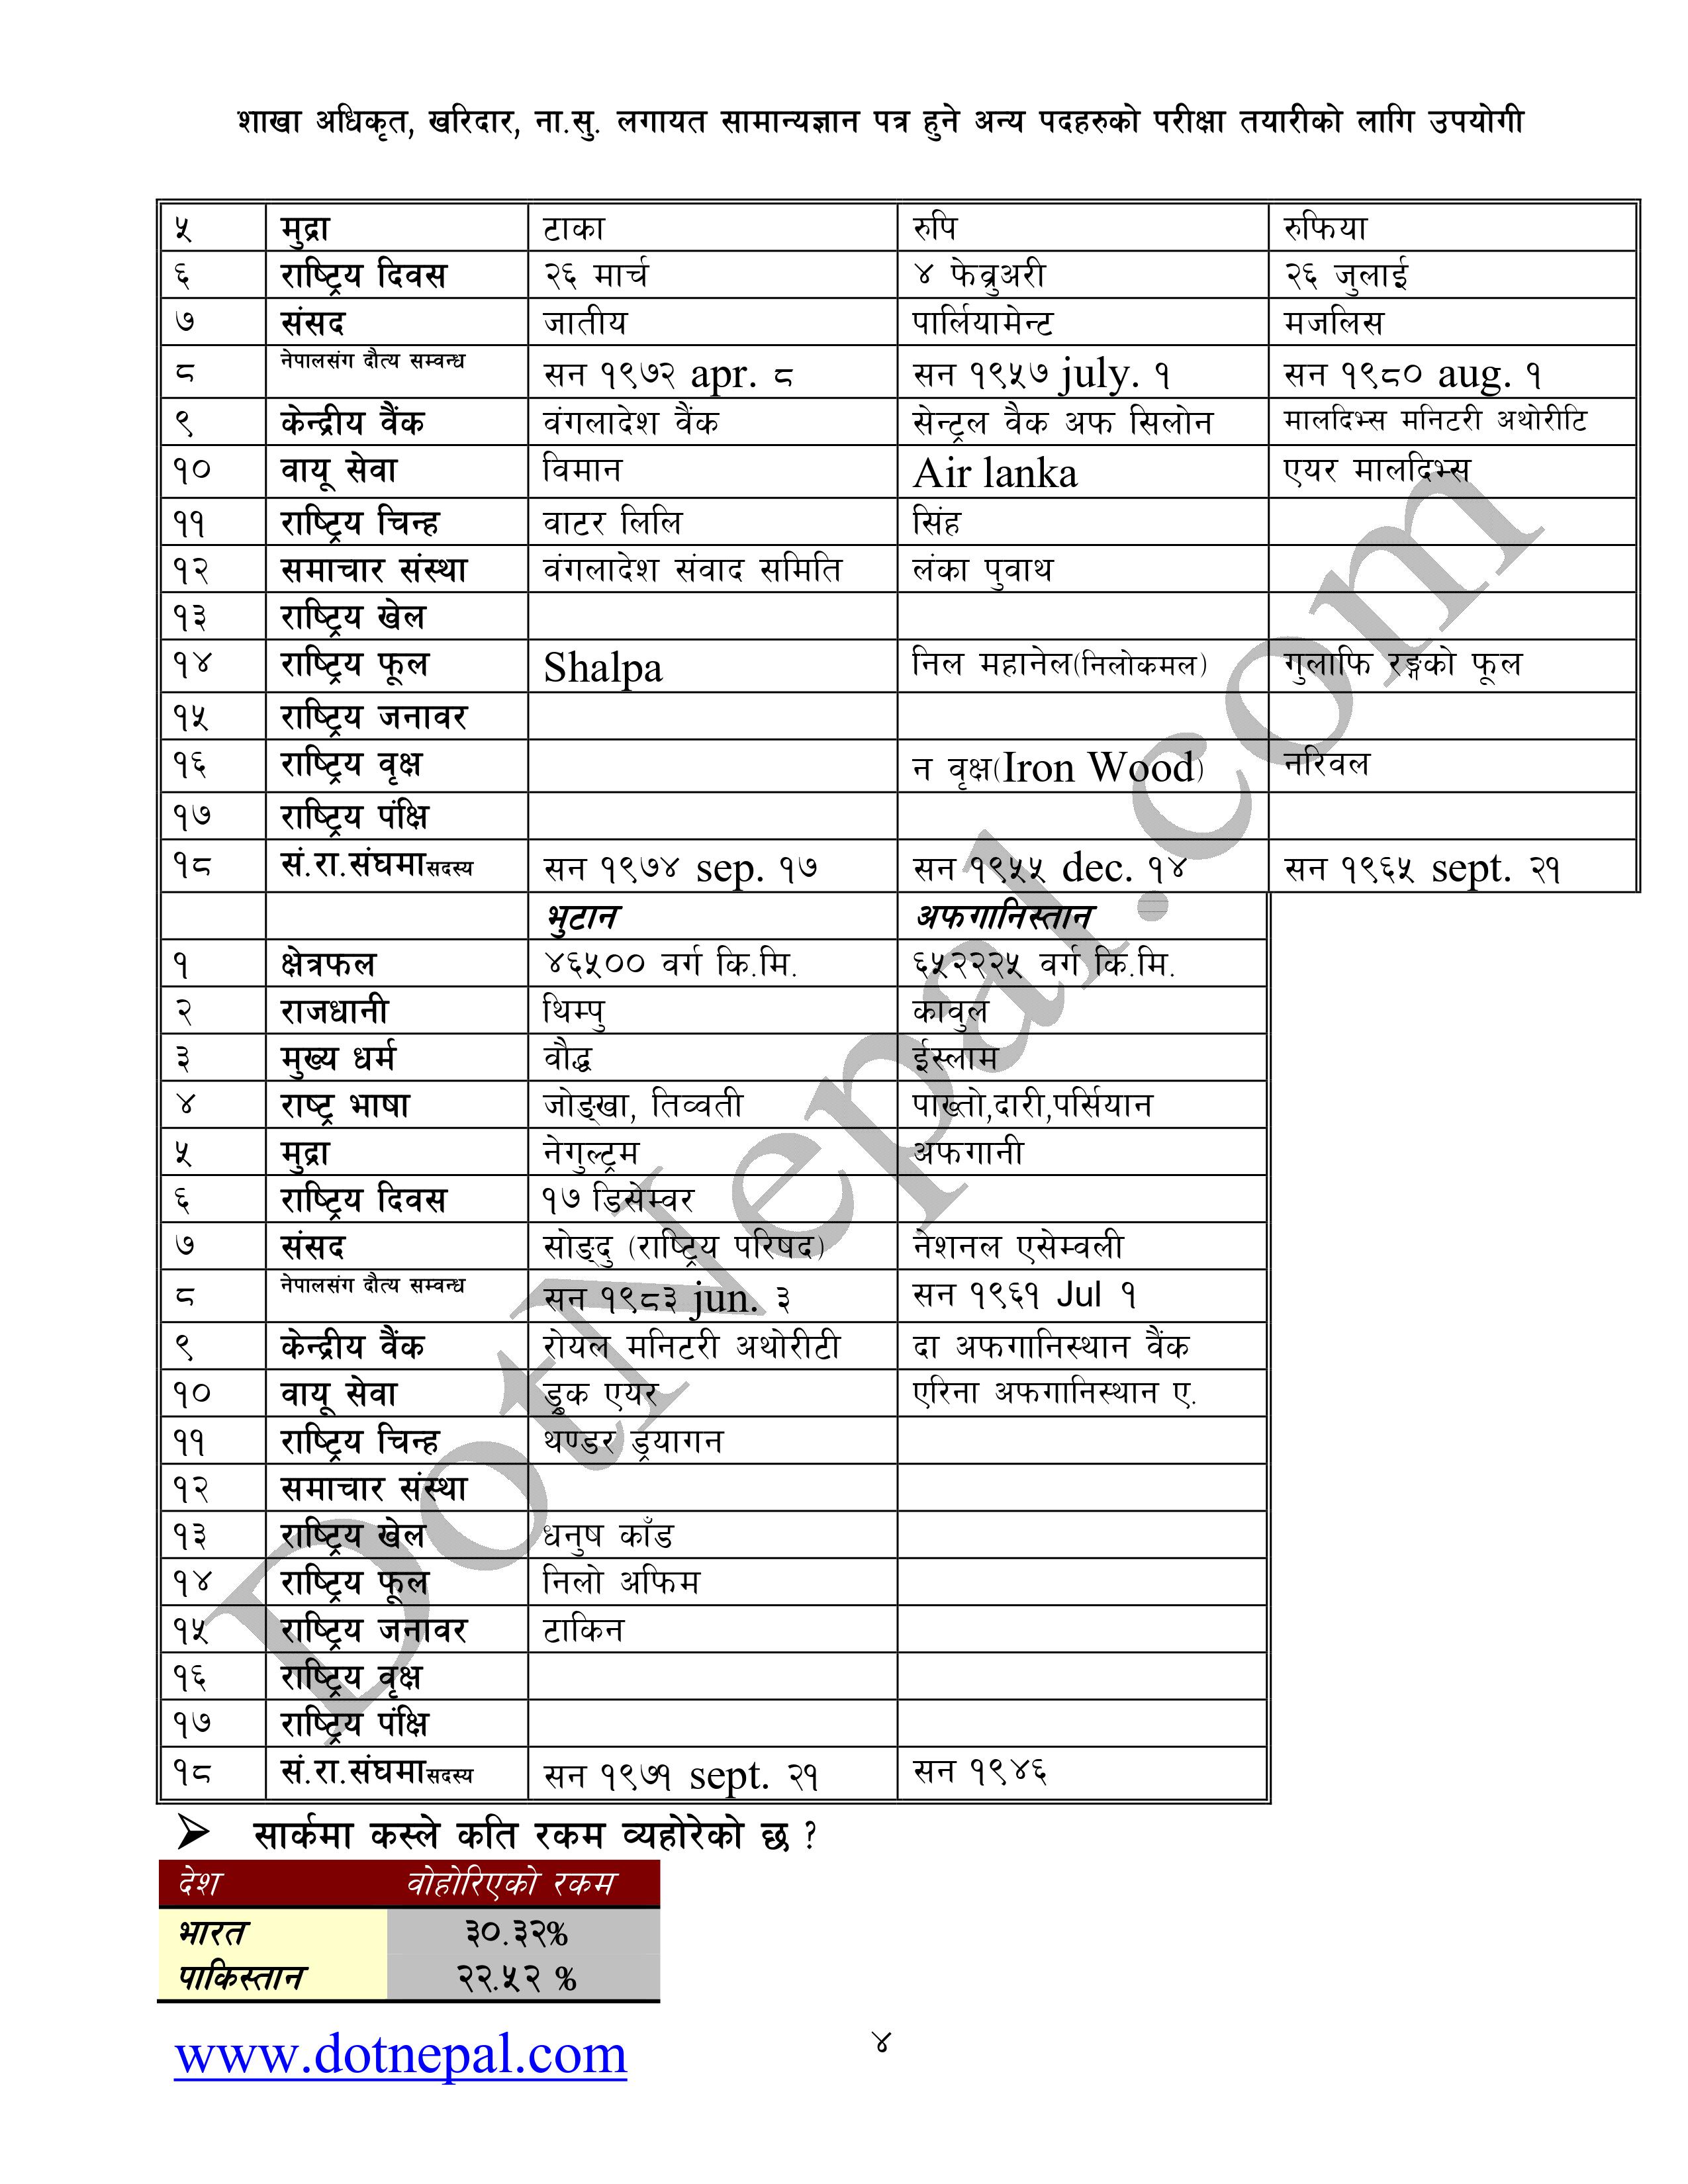 शाखा अधिकृत, खरिदार, ना.सु. लगायत सामान्यज्ञान पत्र हुने अन्य पदहरुको परीक्षा तयारीको लागि उपयोगी
५ मुद्रा टाका रुपि रुफिया
६ राष्ट्रिय दिवस २६ मार्च ४ फेब्रुअरी २६ जुलाई
७ संसद जातीय पार्लियामेन्ट मजलिस
८ नेपालसंग दौत्य सम्वन्ध सन १९७२ apr. ८ सन १९५७ july. १ सन १९८० aug. १
९ केन्द्रीय वैंक वंगलादेश वैंक सेन्ट्रल वैक अफ सिलोन मालदिभ्स मनिटरी अथोरीटि
१० वायू सेवा विमान Air lanka एयर मालदिभ्स
११ राष्ट्रिय चिन्ह वाटर लिलि सिंह
१२ समाचार संस्था वंगलादेश संवाद समिति लंका पुवाथ
१३ राष्ट्रिय खेल
१४ राष्ट्रिय फूल Shalpa निल महानेल(निलोकमल) गुलाफि रङ्गको फूल
१५ राष्ट्रिय जनावर
१६ राष्ट्रिय वृक्ष न वृक्ष(Iron Wood) नरिवल
१७ राष्ट्रिय पंक्षि
१८ सं.रा.संघमा सदस्य सन १९७४ sep. १७ सन १९५५ dec. १४ सन १९६५ sept. २१
भुटान अफगानिस्तान
१ क्षेत्रफल ४६५०० वर्ग कि.मि. ६५२२२५ वर्ग कि.मि.
२ राजधानी थिम्पु कावुल
३ मुख्य धर्म वौद्ध ईस्लाम
४ राष्ट्र भाषा जोङ्खा, तिव्वती पाख्तो,दारी,पर्सियान
५ मुद्रा नेगुल्ट्रम अफगानी
६ राष्ट्रिय दिवस १७ डिसेम्वर
७ संसद सोङ्दु (राष्ट्रिय परिषद) नेशनल एसेम्वली
८ नेपालसंग दौत्य सम्वन्ध सन १९८३ jun. ३ सन १९६१ Jul १
९ केन्द्रीय वैंक रोयल मनिटरी अथोरीटी दा अफगानिस्थान वैंक
१० वायू सेवा ड्रुक एयर एरिना अफगानिस्थान ए.
११ राष्ट्रिय चिन्ह थण्डर ड्रयागन
१२ समाचार संस्था
१३ राष्ट्रिय खेल धनुष काँड
१४ राष्ट्रिय फूल निलो अफिम
१५ राष्ट्रिय जनावर टाकिन
१६ राष्ट्रिय वृक्ष
१७ राष्ट्रिय पंक्षि
१८ सं.रा.संघमा सदस्य सन १९७१ sept. २१ सन १९४६
➢ सार्कमा कस्ले कति रकम व्यहोरेको छ ?
देश वोहोरिएको रकम
भारत ३०.३२%
पाकिस्तान २२.५२ %
www.dotnepal.com ४
DotNepal.com